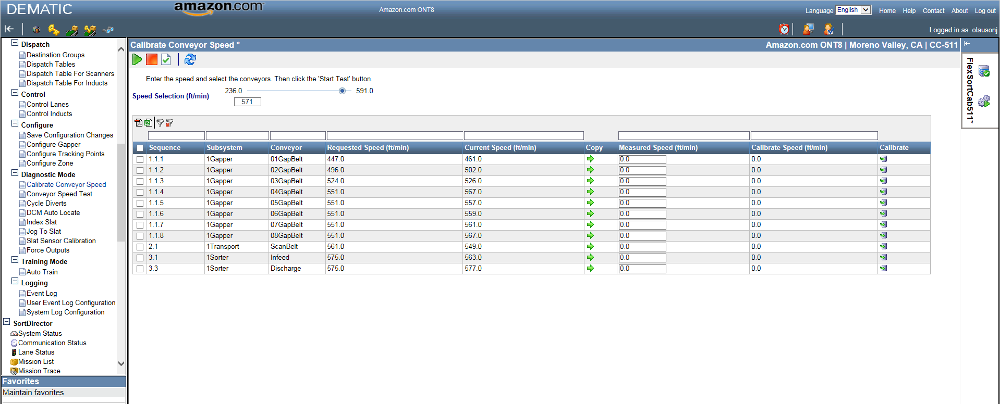 DEMATIC
amazon.com
Amazon.com ONT8
Language English Home Help Contact About Log out
Logged in as olausonj
Dispatch
Destination Groups
Dispatch Tables
Dispatch Table For Scanners
Dispatch Table For Inducts
Control
Control Lanes
Control Inducts
Configure
Save Configuration Changes
Configure Gapper
Configure Tracking Points
Configure Zone
Diagnostic Mode
Calibrate Conveyor Speed
Conveyor Speed Test
Cycle Diverts
DCM Auto Locate
Index Slat
Jog To Slat
Slat Sensor Calibration
Force Outputs
Training Mode
Auto Train
Logging
Event Log
User Event Log Configuration
System Log Configuration
SortDirector
System Status
Communication Status
Lane Status
Mission List
Mission Trace
Favorites
Maintain favorites
Calibrate Conveyor Speed *
Amazon.com ONT8 | Moreno Valley, CA | CC-511
Enter the speed and select the conveyors. Then click the 'Start Test' button.
Speed Selection (ft/min) 236.0 591.0
571
Sequence Subsystem Conveyor Requested Speed (ft/min) Current Speed (ft/min) Copy Measured Speed (ft/min) Calibrate Speed (ft/min) Calibrate
1.1.1 1Gapper 01GapBelt 447.0 461.0 0.0 0.0
1.1.2 1Gapper 02GapBelt 496.0 502.0 0.0 0.0
1.1.3 1Gapper 03GapBelt 524.0 526.0 0.0 0.0
1.1.4 1Gapper 04GapBelt 551.0 567.0 0.0 0.0
1.1.5 1Gapper 05GapBelt 551.0 557.0 0.0 0.0
1.1.6 1Gapper 06GapBelt 551.0 559.0 0.0 0.0
1.1.7 1Gapper 07GapBelt 551.0 561.0 0.0 0.0
1.1.8 1Gapper 08GapBelt 551.0 567.0 0.0 0.0
2.1 1Transport ScanBelt 561.0 549.0 0.0 0.0
3.1 1Sorter Infeed 575.0 563.0 0.0 0.0
3.3 1Sorter Discharge 575.0 577.0 0.0 0.0
FlexSortCab511*